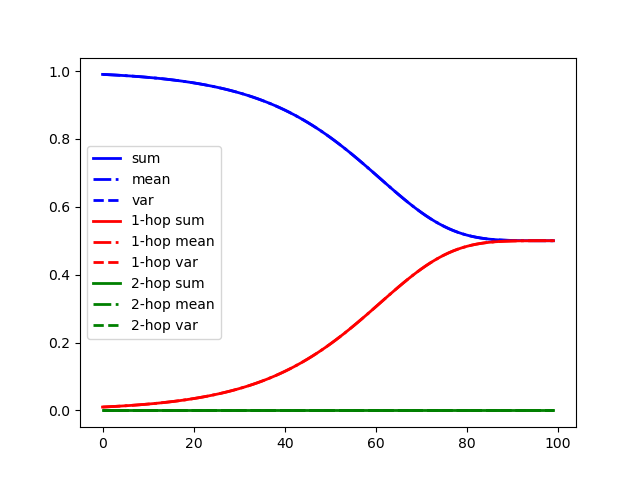 1.0
0.8
0.6
0.4
0.2
0.0
sum
mean
var
1-hop sum
1-hop mean
1-hop var
2-hop sum
2-hop mean
2-hop var
0
20
40
60
80
100